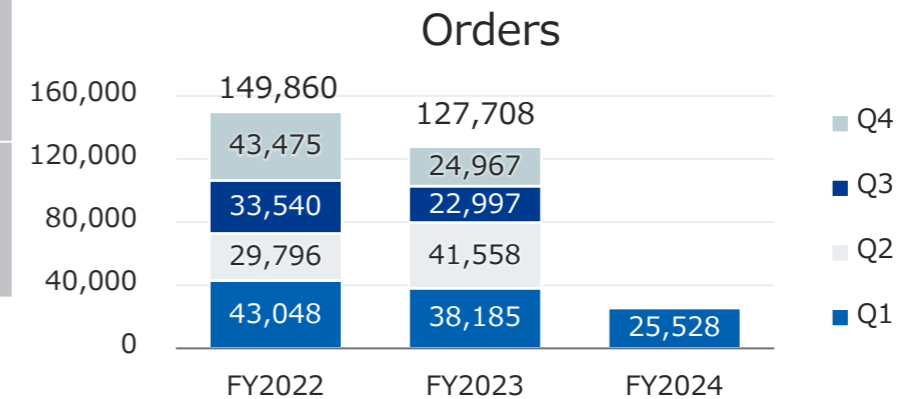 Orders
160,000
120,000
80,000
40,000
0
149,860
127,708
43,475
24,967
33,540
22,997
29,796
41,558
43,048
38,185
25,528
FY2022
FY2023
FY2024
Q4
Q3
Q2
Q1